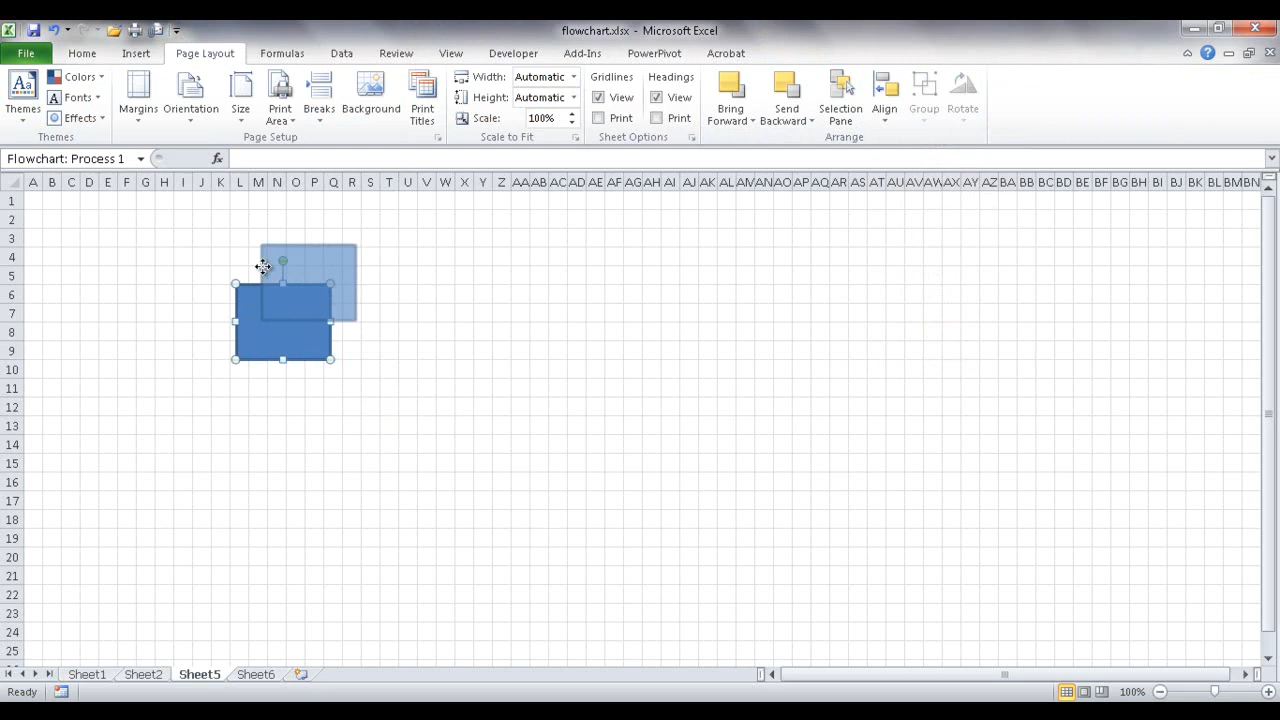 flowchart.xlsx - Microsoft Excel
File Home Insert Page Layout Formulas Data Review View Developer Add-Ins PowerPivot Acrobat
Colors Width: Automatic Gridlines Headings
Fonts Height: Automatic View View
Themes Effects Margins Orientation Size Print Area Breaks Background Print Titles Scale: 100% Print Print Bring Forward Send Backward Selection Pane Align Group Rotate
Themes Page Setup Scale to Fit Sheet Options Arrange
Flowchart: Process 1 fx
A B C D E F G H I J K L M N O P Q R S T U V W X Y Z AA AB AC AD AE AF AG AH AI AJ AK AL AM AN AO AP AQ AR AS AT AU AV AW AX AY AZ BA BB BC BD BE BF BG BH BI BJ BK BL BM BN
1
2
3
4
5
6
7
8
9
10
11
12
13
14
15
16
17
18
19
20
21
22
23
24
25
Sheet1 Sheet2 Sheet5 Sheet6
Ready 100%